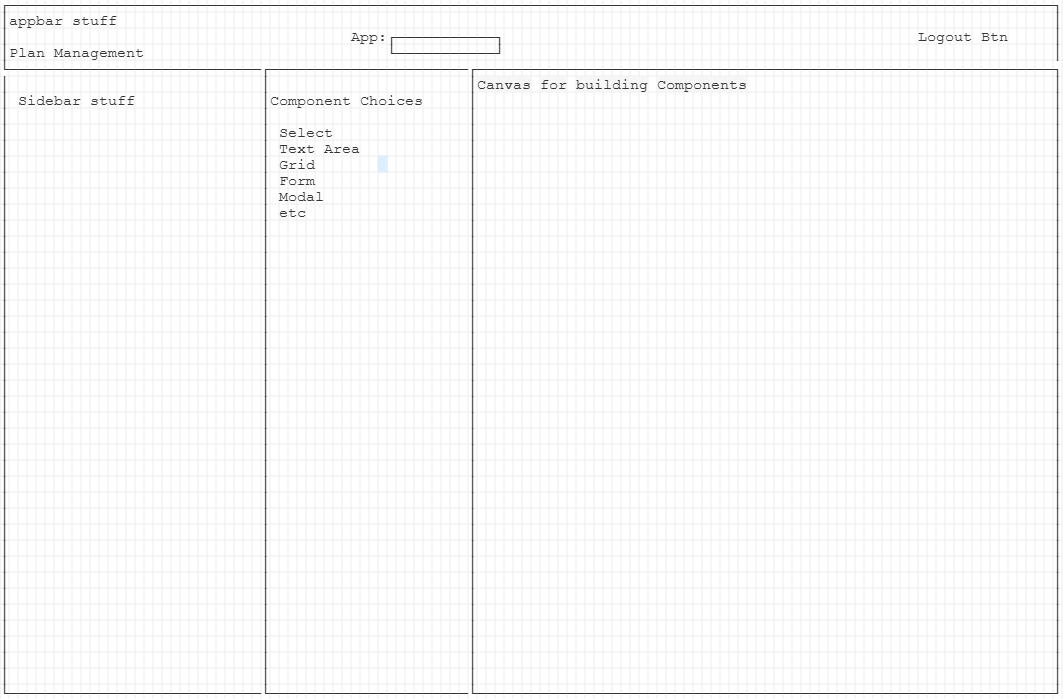 appbar stuff
App:
Logout Btn
Plan Management
Sidebar stuff
Component Choices
Select
Text Area
Grid
Form
Modal
etc
Canvas for building Components